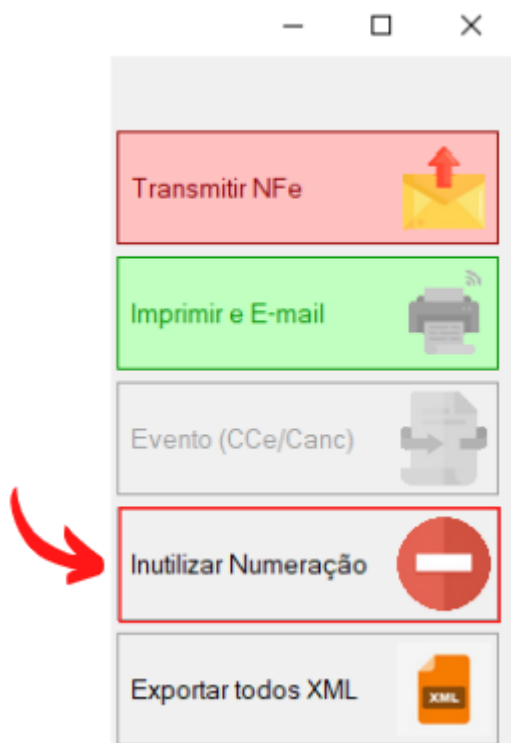 Transmitir NFe
Imprimir e E-mail
Evento (CCe/Canc)
Inutilizar Numeração
Exportar todos XML
XML